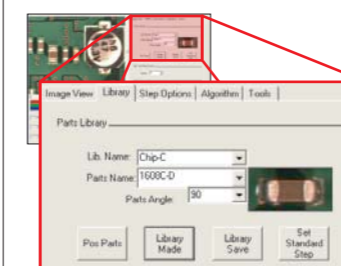 Image View Library Step Options Algorithm Tools
Parts Library
Lib. Name: Chip-C
Parts Name: 1608C-D
Parts Angle: 90
Pos Parts Library Made Library Save Set Standard Step